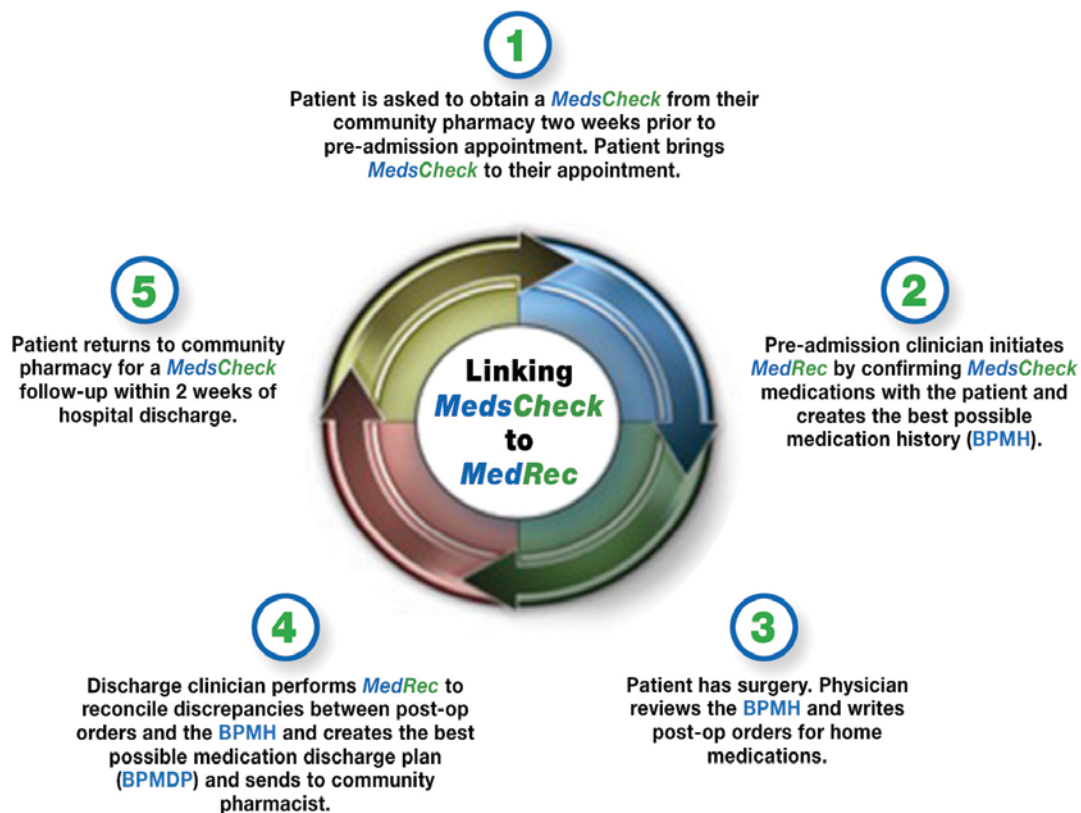 1
Patient is asked to obtain a MedsCheck from their
community pharmacy two weeks prior to
pre-admission appointment. Patient brings
MedsCheck to their appointment.
2
Pre-admission clinician initiates
MedRec by confirming MedsCheck
medications with the patient and
creates the best possible
medication history (BPMH).
3
Patient has surgery. Physician
reviews the BPMH and writes
post-op orders for home
medications.
4
Discharge clinician performs MedRec to
reconcile discrepancies between post-op
orders and the BPMH and creates the best
possible medication discharge plan
(BPMDP) and sends to community
pharmacist.
5
Patient returns to community
pharmacy for a MedsCheck
follow-up within 2 weeks of
hospital discharge.
Linking
MedsCheck
to
MedRec